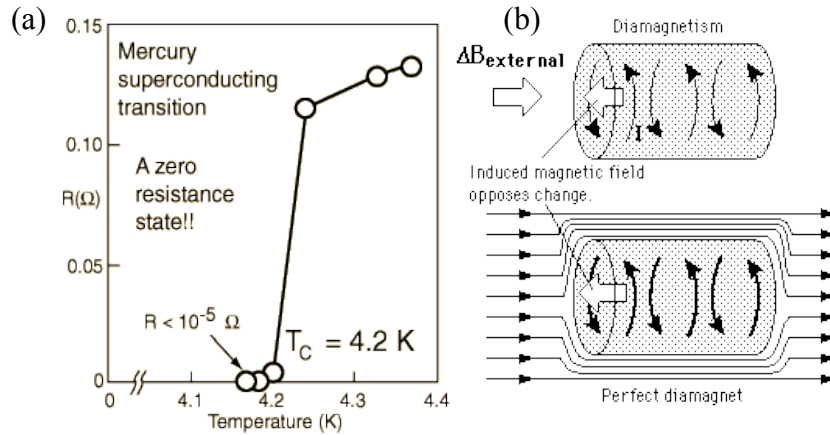 (a)
0.15
Mercury
superconducting
transition
0.10
A zero
resistance
state!!
R(Ω)
0.05
R < 10⁻⁵ Ω
T_C = 4.2 K
0
0 4.1 4.2 4.3 4.4
Temperature (K)
(b)
Diamagnetism
ΔBexternal
I
Induced magnetic field
opposes change.
Perfect diamagnet